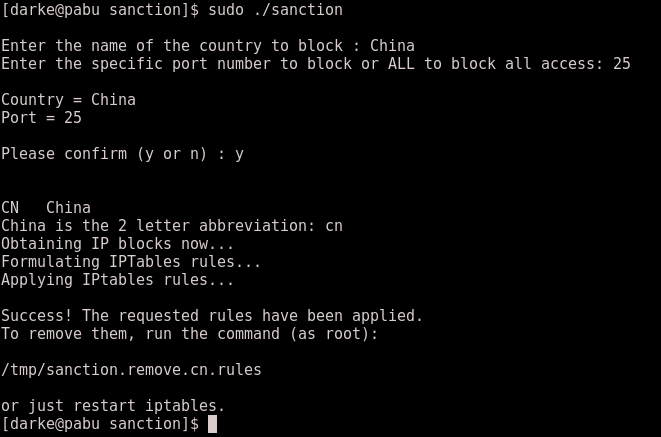 [darke@pabu sanction]$ sudo ./sanction
Enter the name of the country to block : China
Enter the specific port number to block or ALL to block all access: 25
Country = China
Port = 25
Please confirm (y or n) : y
CN   China
China is the 2 letter abbreviation: cn
Obtaining IP blocks now...
Formulating IPTables rules...
Applying IPtables rules...
Success! The requested rules have been applied.
To remove them, run the command (as root):
/tmp/sanction.remove.cn.rules
or just restart iptables.
[darke@pabu sanction]$